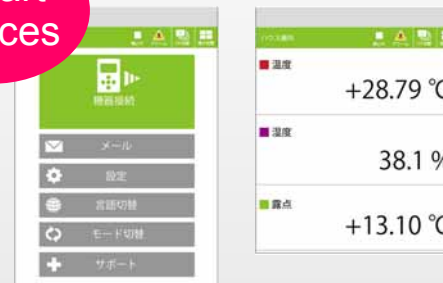 ces
機器接続
メール
設定
言語切替
モード切替
サポート
温度
+28.79 ℃
湿度
38.1 %
露点
+13.10 ℃